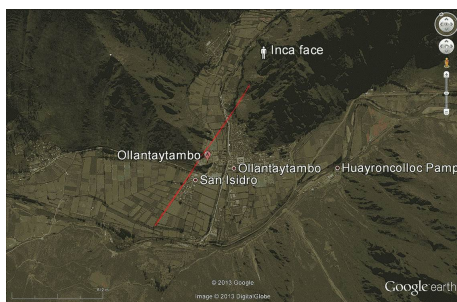 Inca face
Ollantaytambo
Ollantaytambo
San Isidro
Huayroncolloc Pamp
© 2013 Google
Image © 2013 DigitalGlobe
Google earth